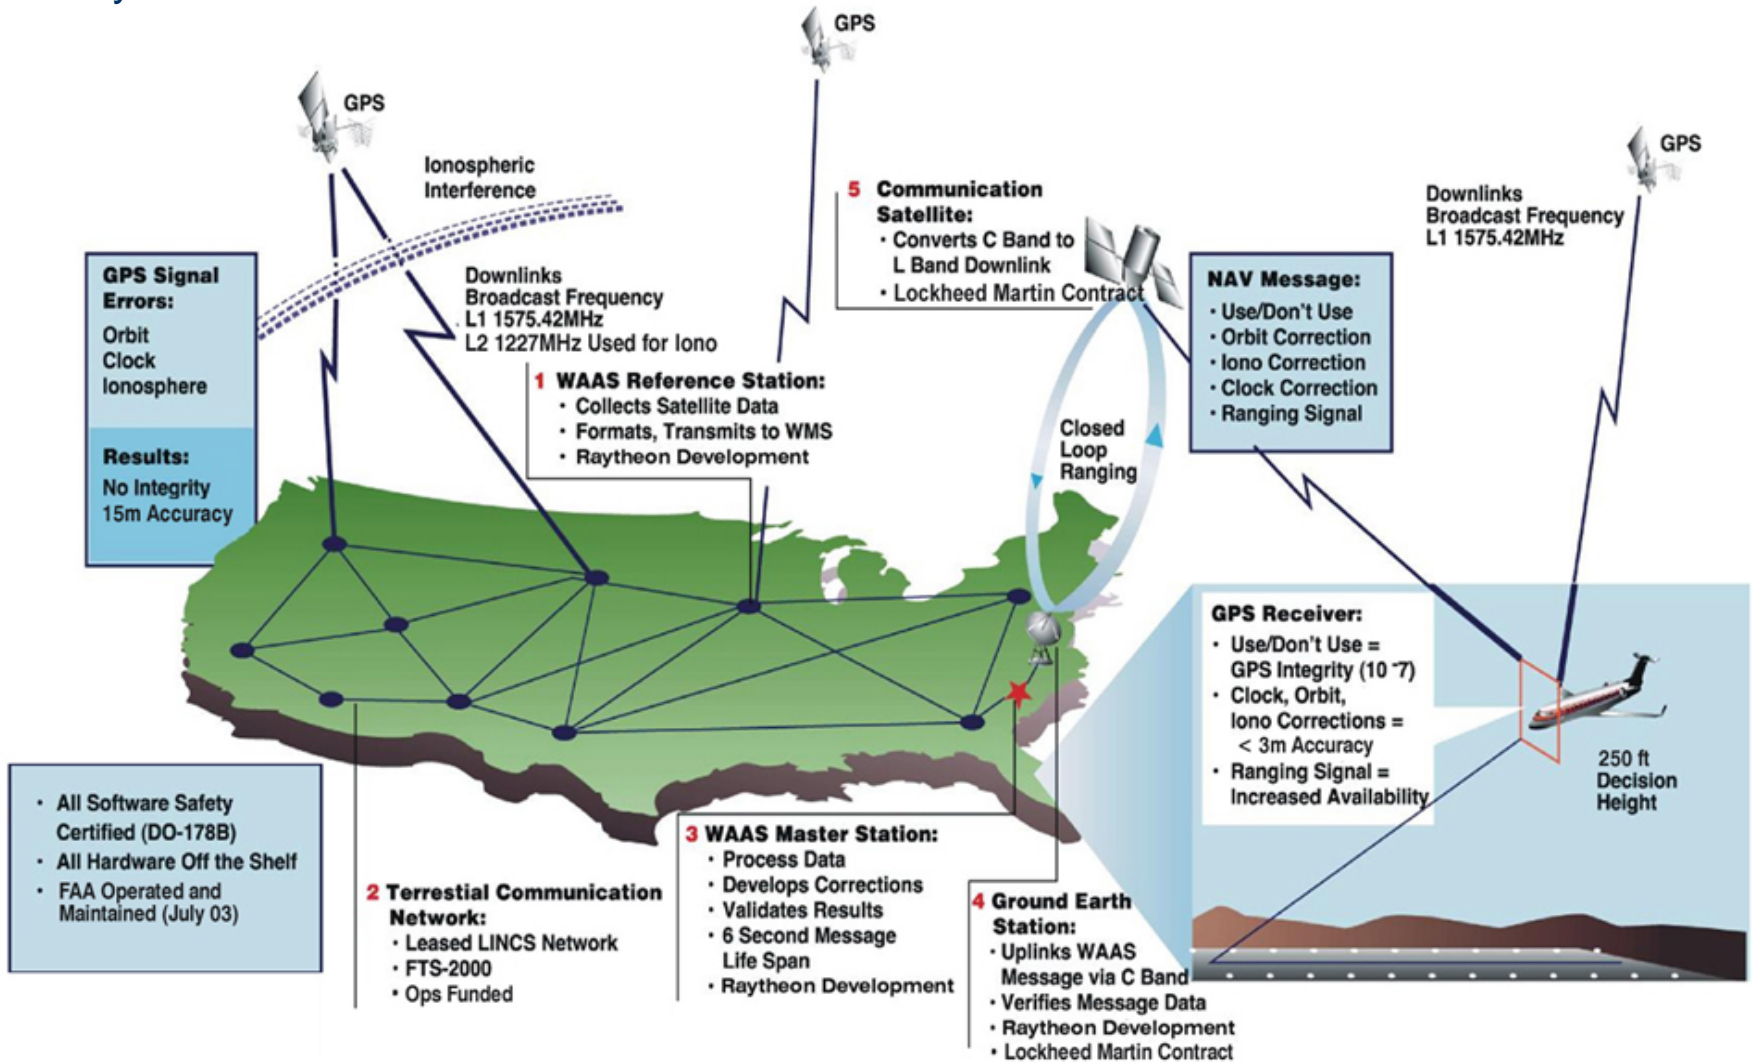 GPS
GPS
GPS
Ionospheric
Interference
GPS Signal
Errors:
Orbit
Clock
Ionosphere
Results:
No Integrity
15m Accuracy
Downlinks
Broadcast Frequency
L1 1575.42MHz
L2 1227MHz Used for Iono
1 WAAS Reference Station:
· Collects Satellite Data
· Formats, Transmits to WMS
· Raytheon Development
5 Communication
Satellite:
· Converts C Band to
L Band Downlink
· Lockheed Martin Contract
Closed
Loop
Ranging
NAV Message:
· Use/Don't Use
· Orbit Correction
· Iono Correction
· Clock Correction
· Ranging Signal
Downlinks
Broadcast Frequency
L1 1575.42MHz
GPS Receiver:
· Use/Don't Use =
GPS Integrity (10 -7)
· Clock, Orbit,
Iono Corrections =
< 3m Accuracy
· Ranging Signal =
Increased Availability
250 ft
Decision
Height
· All Software Safety
Certified (DO-178B)
· All Hardware Off the Shelf
· FAA Operated and
Maintained (July 03)
2 Terrestial Communication
Network:
· Leased LINCS Network
· FTS-2000
· Ops Funded
3 WAAS Master Station:
· Process Data
· Develops Corrections
· Validates Results
· 6 Second Message
Life Span
· Raytheon Development
4 Ground Earth
Station:
· Uplinks WAAS
Message via C Band
· Verifies Message Data
· Raytheon Development
· Lockheed Martin Contract